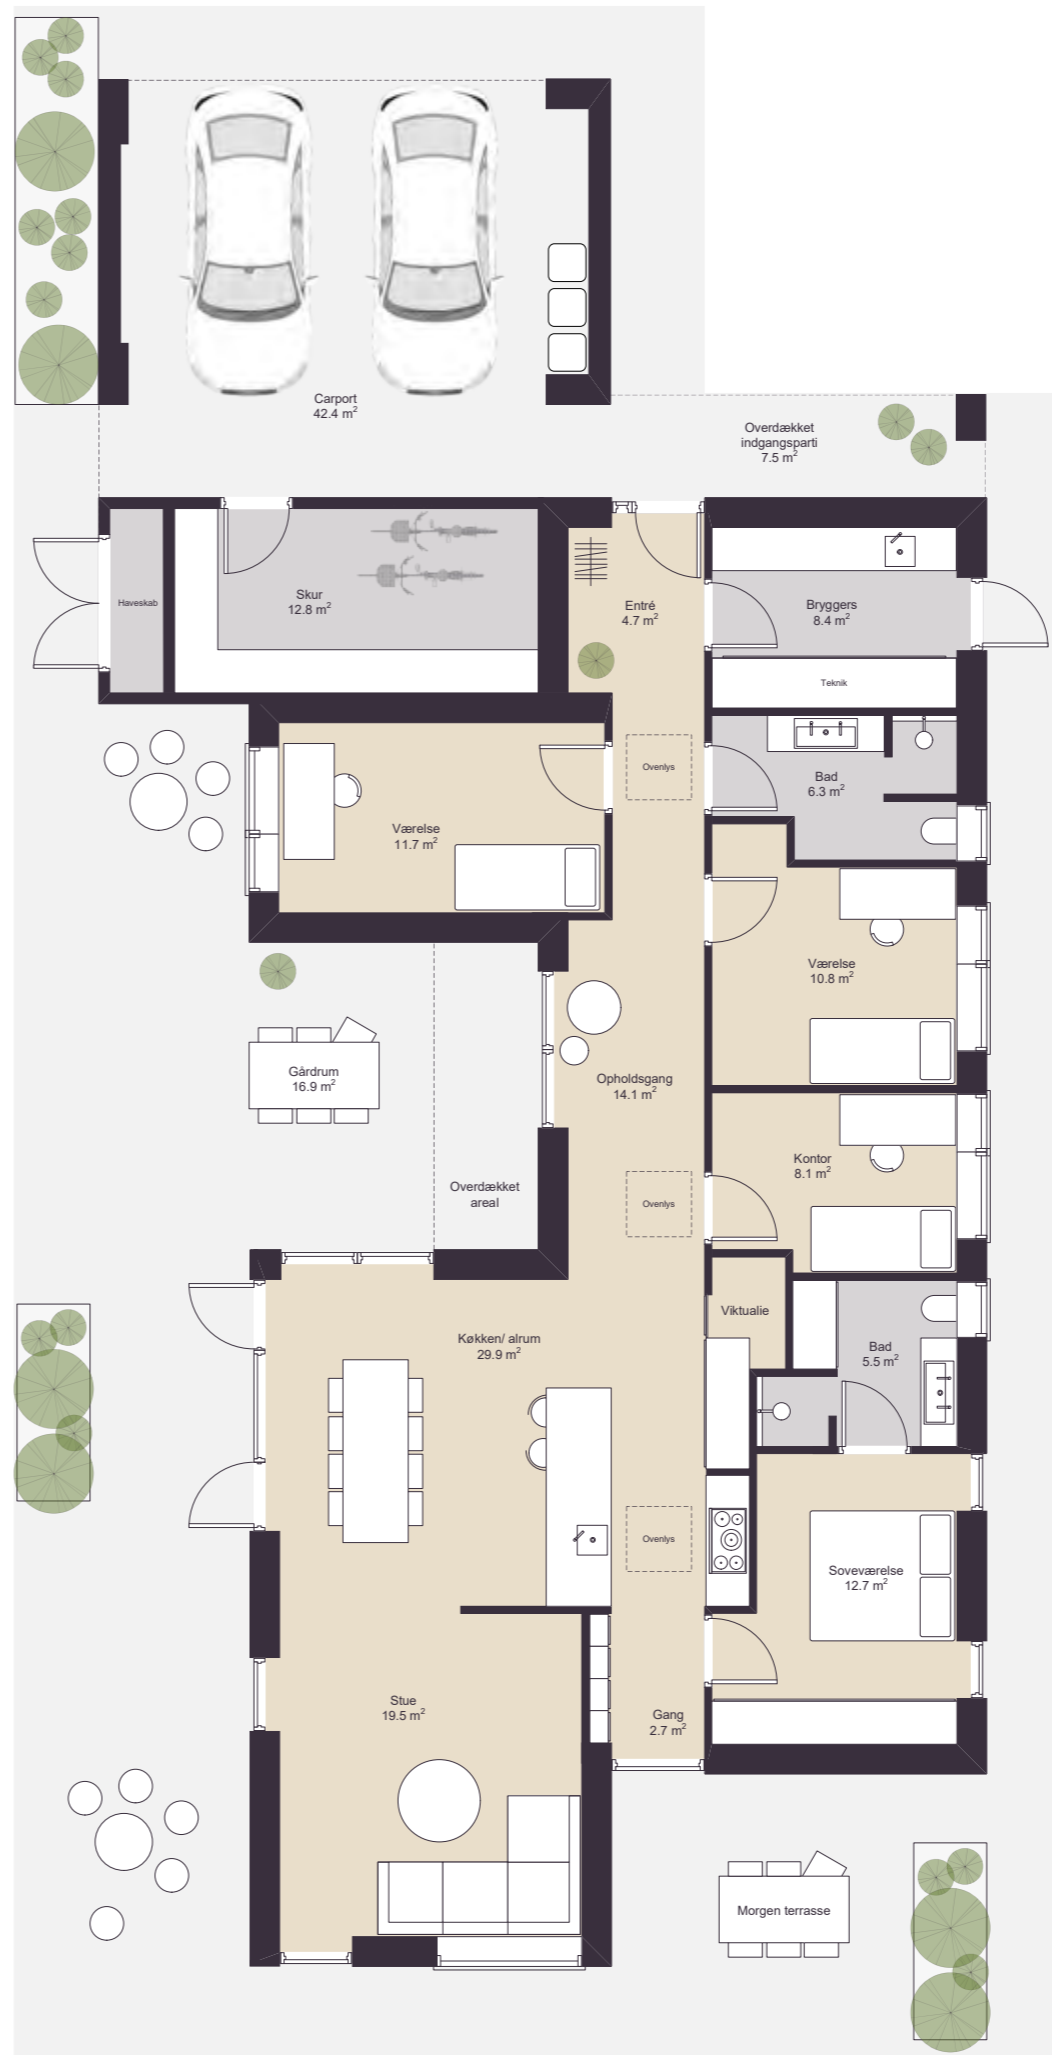 Carport
42.4 m²
Overdækket
indgangsparti
7.5 m²
Haveskab
Skur
12.8 m²
Entré
4.7 m²
Bryggers
8.4 m²
Teknik
Ovenlys
Bad
6.3 m²
Værelse
11.7 m²
Værelse
10.8 m²
Gårdrum
16.9 m²
Opholdsgang
14.1 m²
Kontor
8.1 m²
Overdækket
areal
Ovenlys
Viktualie
Køkken/ alrum
29.9 m²
Bad
5.5 m²
Ovenlys
Soveværelse
12.7 m²
Stue
19.5 m²
Gang
2.7 m²
Morgen terrasse